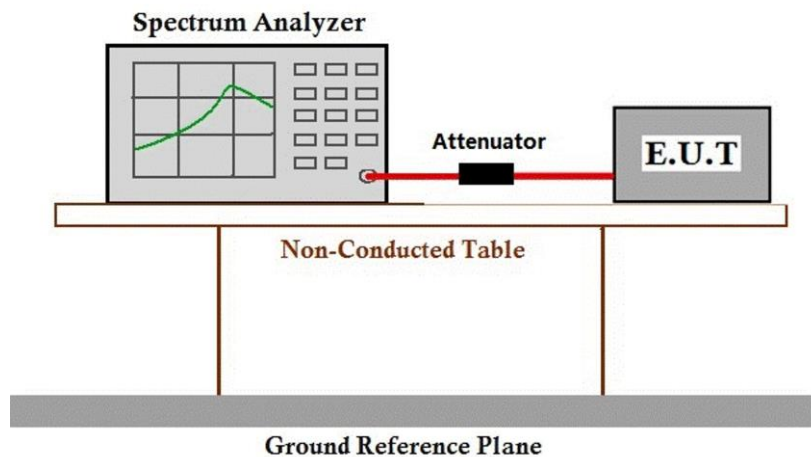 Spectrum Analyzer
Attenuator
E.U.T
Non-Conducted Table
Ground Reference Plane